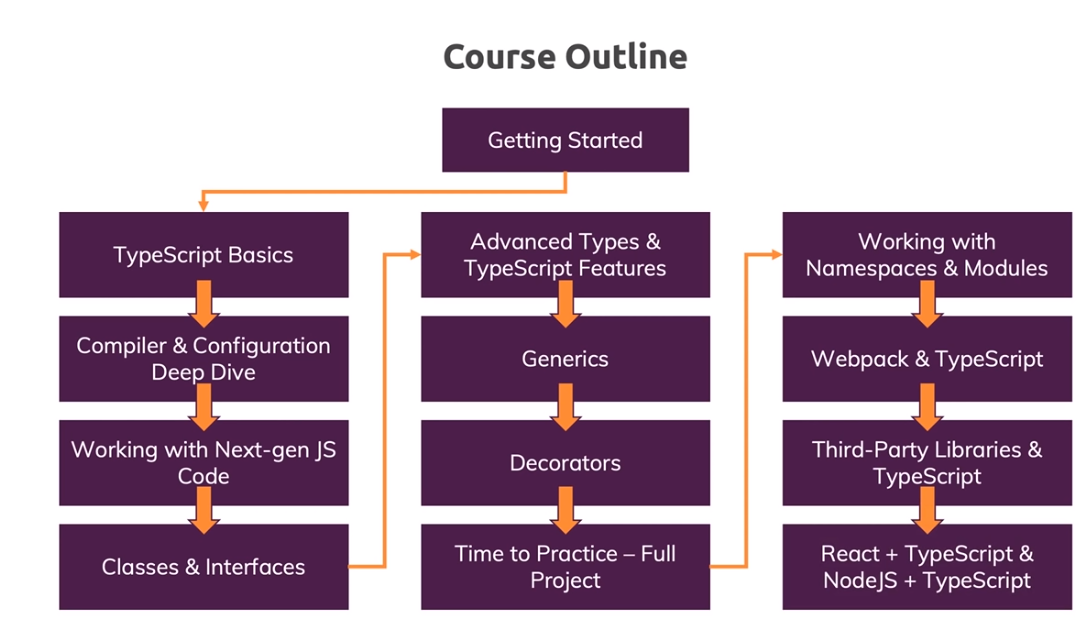 Course Outline
Getting Started
TypeScript Basics
Compiler & Configuration
Deep Dive
Working with Next-gen JS
Code
Classes & Interfaces
Advanced Types &
TypeScript Features
Generics
Decorators
Time to Practice – Full
Project
Working with
Namespaces & Modules
Webpack & TypeScript
Third-Party Libraries &
TypeScript
React + TypeScript &
NodeJS + TypeScript